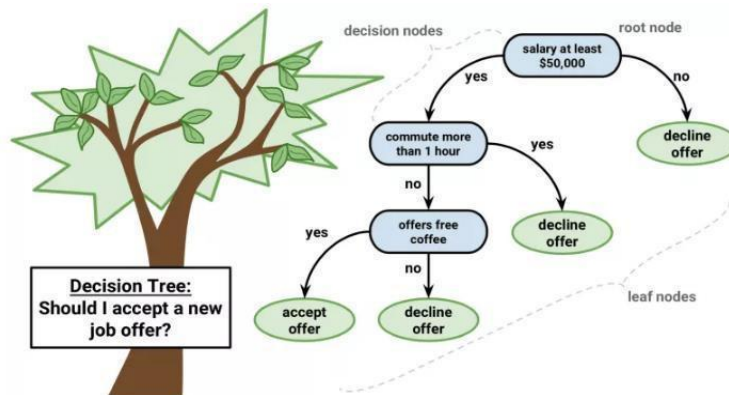 decision nodes
root node
salary at least
$50,000
yes
no
commute more
than 1 hour
decline
offer
yes
no
offers free
coffee
decline
offer
yes
no
Decision Tree:
Should I accept a new
job offer?
accept
offer
decline
offer
leaf nodes